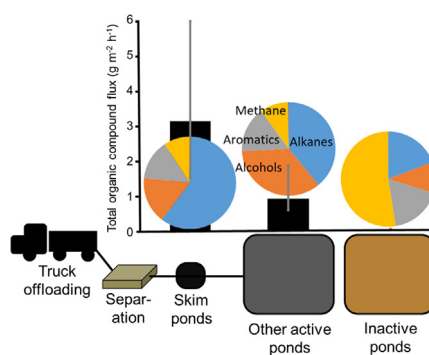 Total organic compound flux (g m⁻² h⁻¹)
6
5
4
3
2
1
0
Methane
Aromatics
Alkanes
Alcohols
Truck
offloading
Separ-
ation
Skim
ponds
Other active
ponds
Inactive
ponds